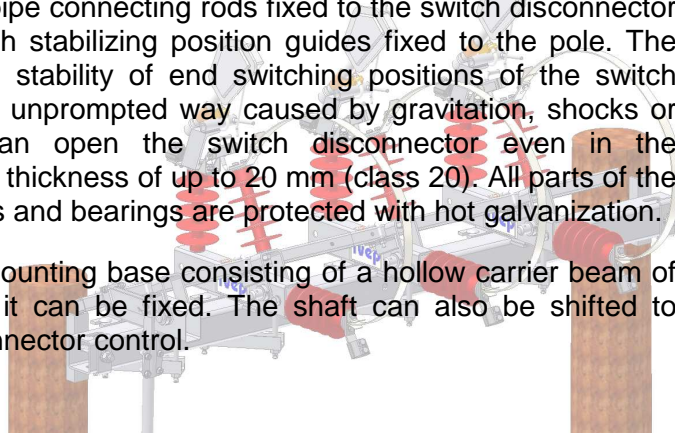 pipe connecting rods fixed to the switch disconnector
h stabilizing position guides fixed to the pole. The
stability of end switching positions of the switch
unprompted way caused by gravitation, shocks or
an open the switch disconnector even in the
thickness of up to 20 mm (class 20). All parts of the
s and bearings are protected with hot galvanization.
ounting base consisting of a hollow carrier beam of
it can be fixed. The shaft can also be shifted to
nnector control.
ivep
ivep
ivep